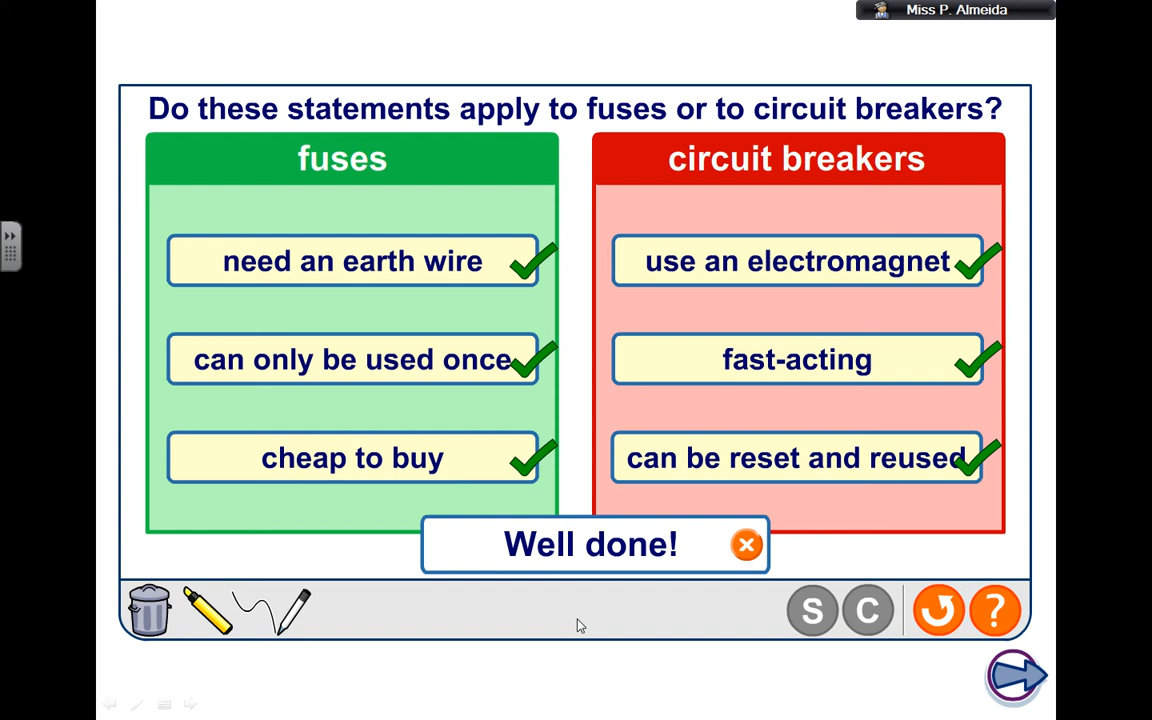 Miss P. Almeida
Do these statements apply to fuses or to circuit breakers?
fuses
circuit breakers
need an earth wire
use an electromagnet
can only be used once
fast-acting
cheap to buy
can be reset and reused
Well done!
S
C
?